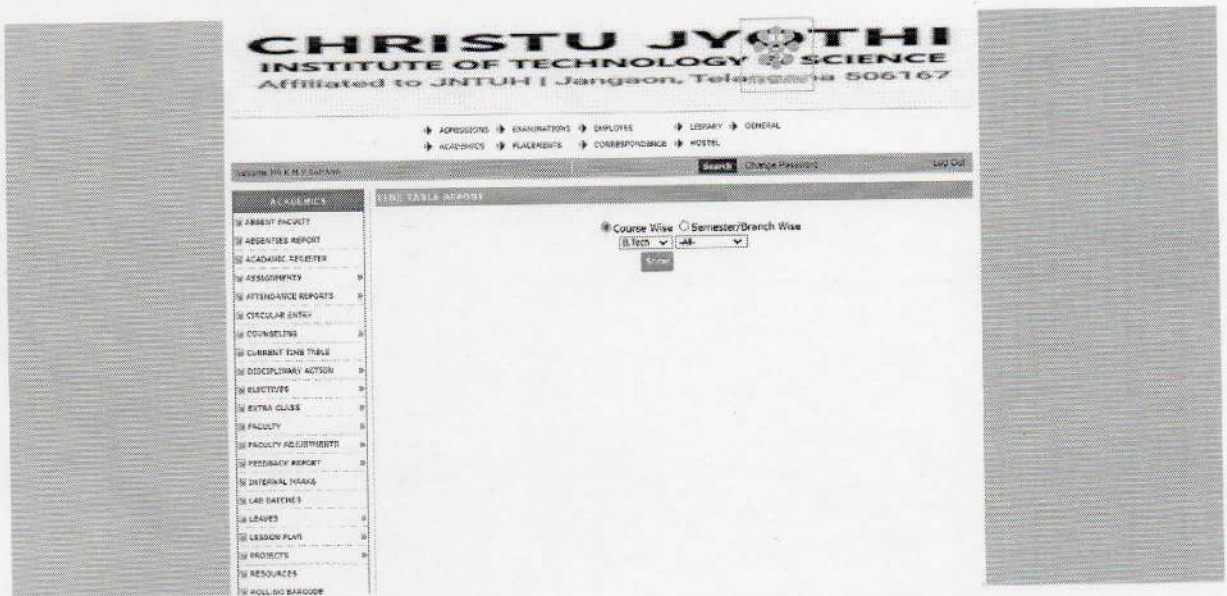 CHRISTU JYOTHI
INSTITUTE OF TECHNOLOGY & SCIENCE
Affiliated to JNTUH | Jangaon, Telangana 506167
ADMISSIONS EXAMINATIONS EMPLOYEE LIBRARY GENERAL
ACADEMICS PLACEMENTS CORRESPONDENCE HOSTEL
Search Change Password Log Out
ACADEMICS
TIME TABLE REPORT
ABSENT FACULTY
Course Wise Semester/Branch Wise
ABSENTIES REPORT
B.Tech -All-
ACADAMIC REGISTER
Show
ASSIGNMENTS »
ATTENDANCE REPORTS »
CIRCULAR ENTRY
COUNSELING »
CURRENT TIME TABLE
DISCIPLINARY ACTION »
ELECTIVES »
EXTRA CLASS »
FACULTY »
FACULTY ADJUSTMENTS »
FEEDBACK REPORT »
INTERNAL MARKS
LAB BATCHES
LEAVES »
LESSON PLAN »
PROJECTS »
RESOURCES
ROLL NO BARCODE